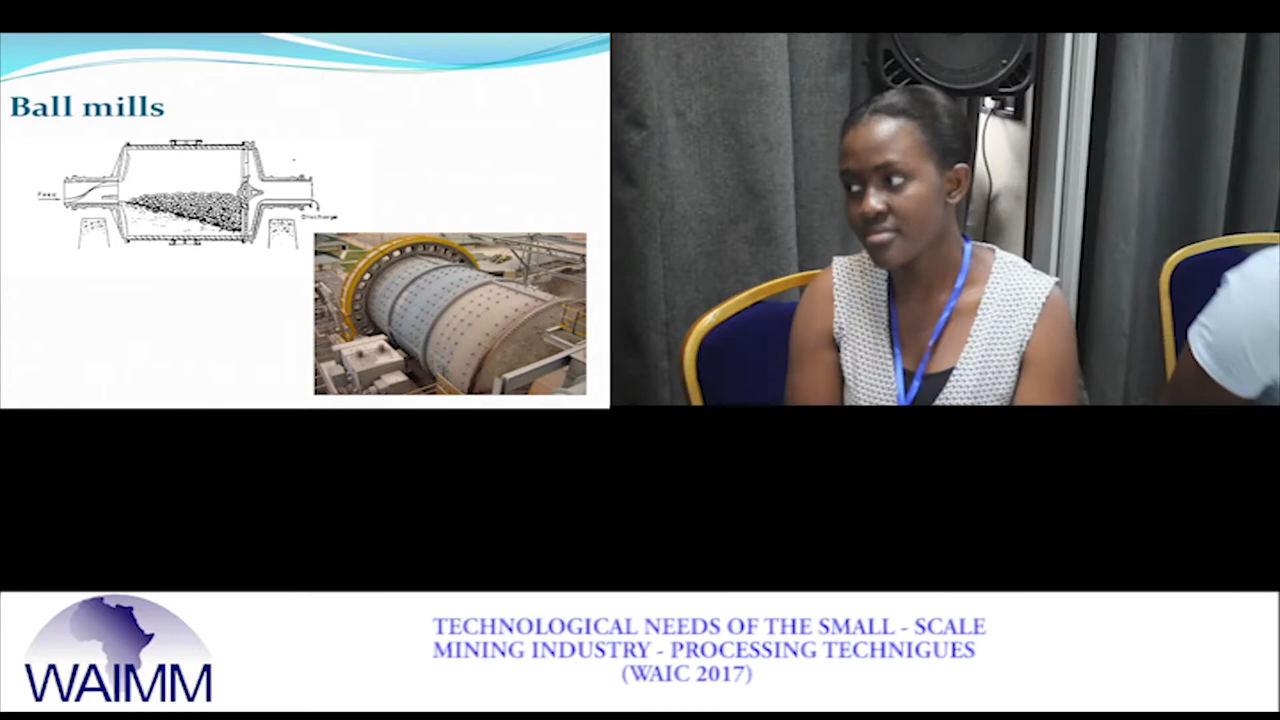 Ball mills
Feed
Discharge
WAIMM
TECHNOLOGICAL NEEDS OF THE SMALL - SCALE
MINING INDUSTRY - PROCESSING TECHNIGUES
(WAIC 2017)